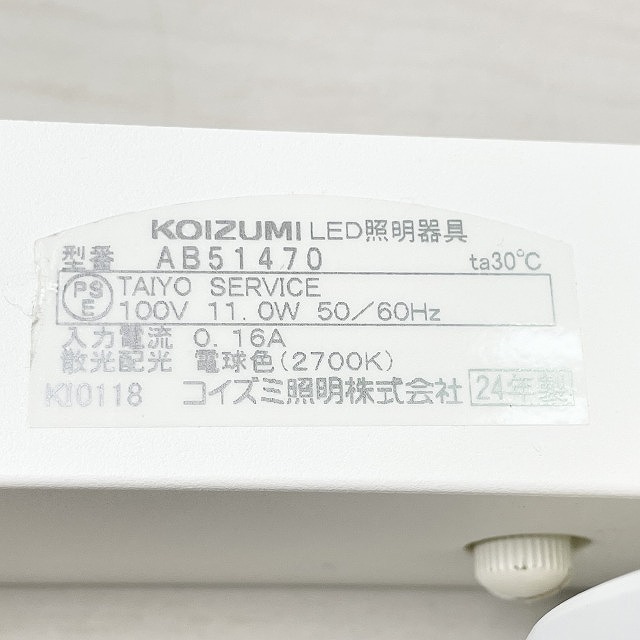 KOIZUMI LED照明器具
型番 AB51470 ta30℃
PSE TAIYO SERVICE
100V 11.0W 50/60Hz
入力電流 0.16A
散光配光 電球色(2700K)
KI0118 コイズミ照明株式会社 24年製